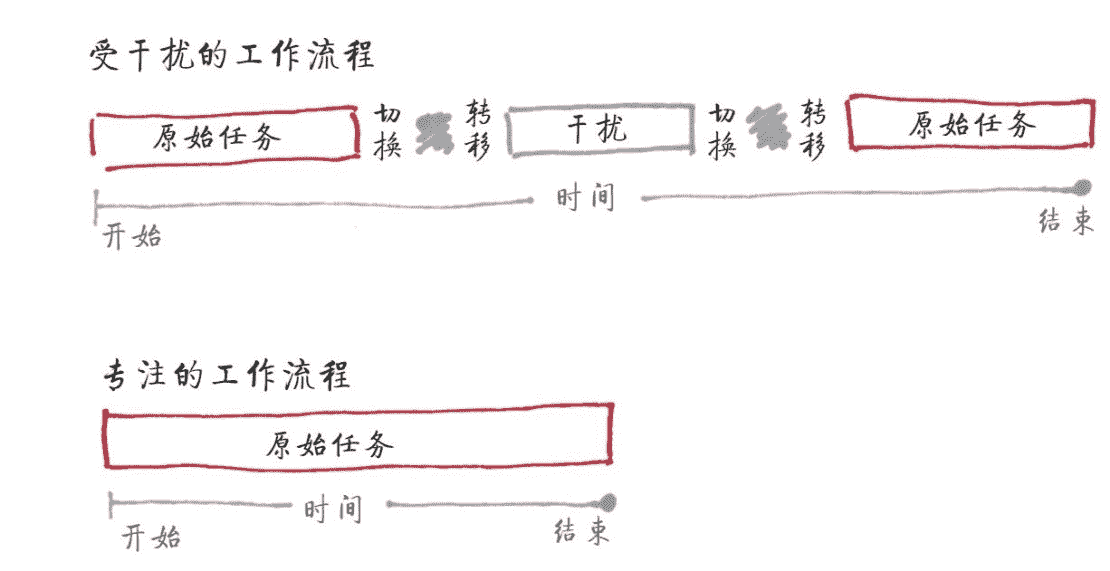 受干扰的工作流程
原始任务 切换 转移 干扰 切换 转移 原始任务
时间
开始 结束
专注的工作流程
原始任务
时间
开始 结束